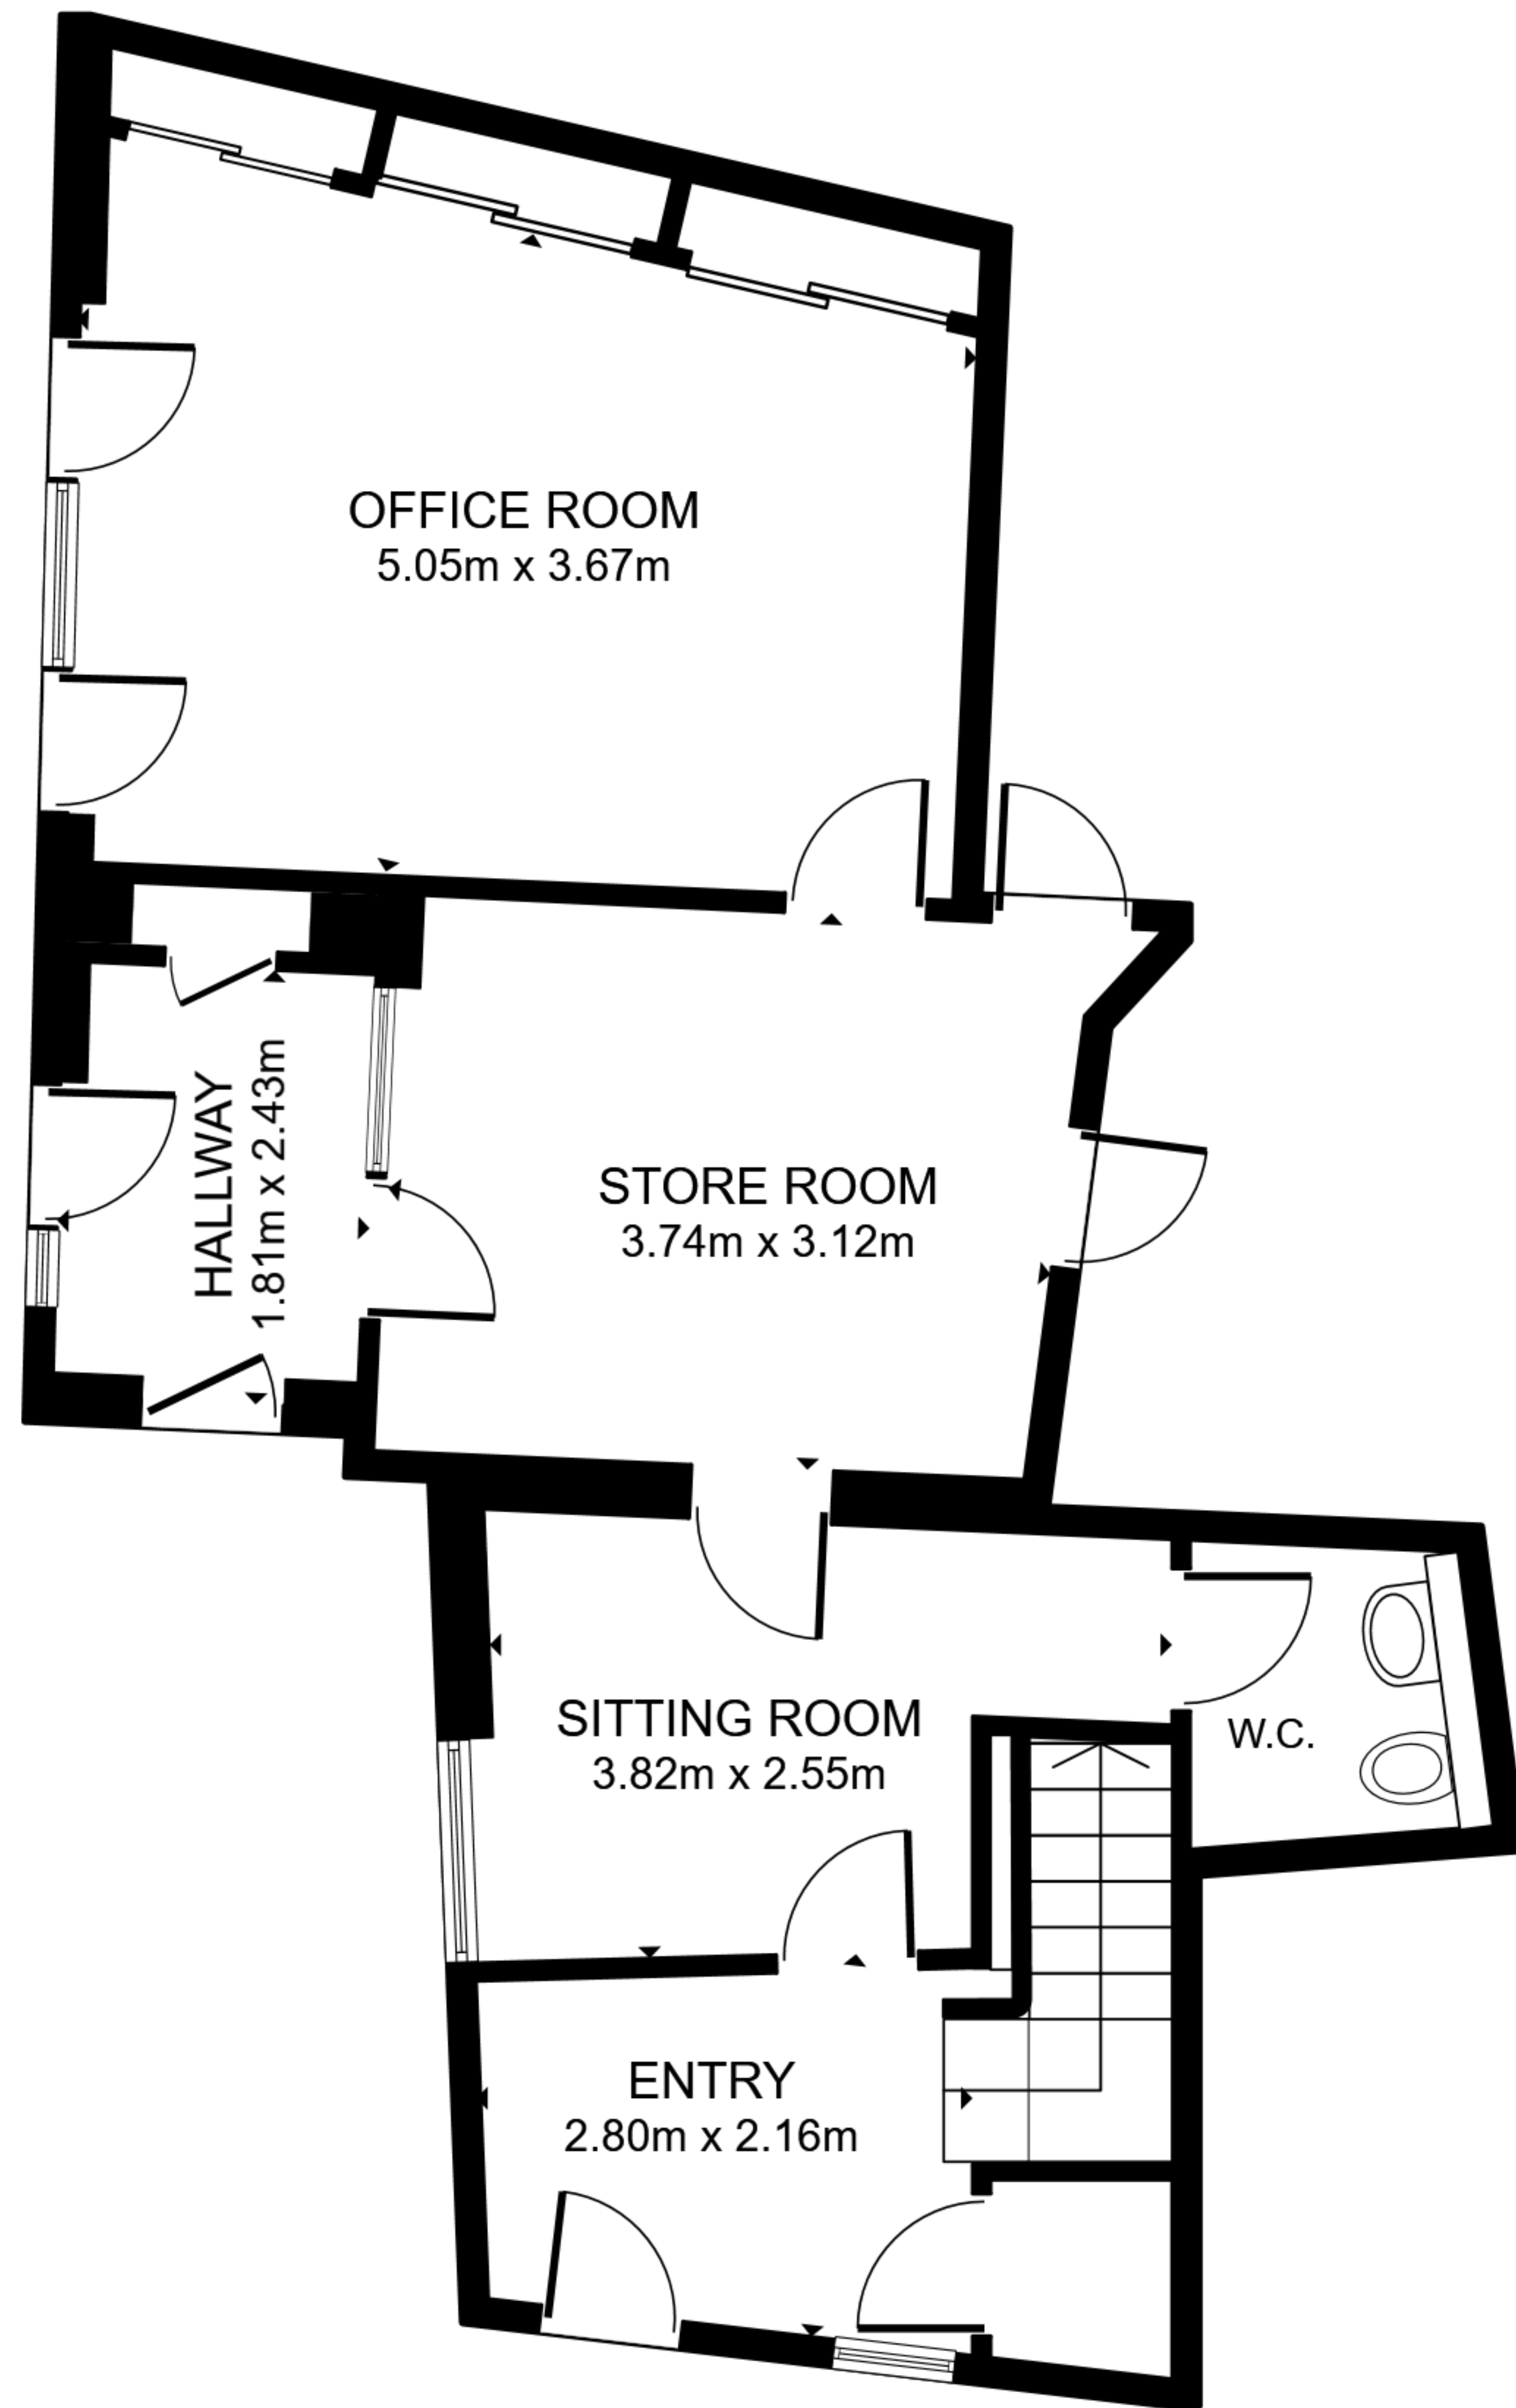 OFFICE ROOM
5.05m x 3.67m
HALLWAY
1.81m x 2.43m
STORE ROOM
3.74m x 3.12m
SITTING ROOM
3.82m x 2.55m
W.C.
ENTRY
2.80m x 2.16m